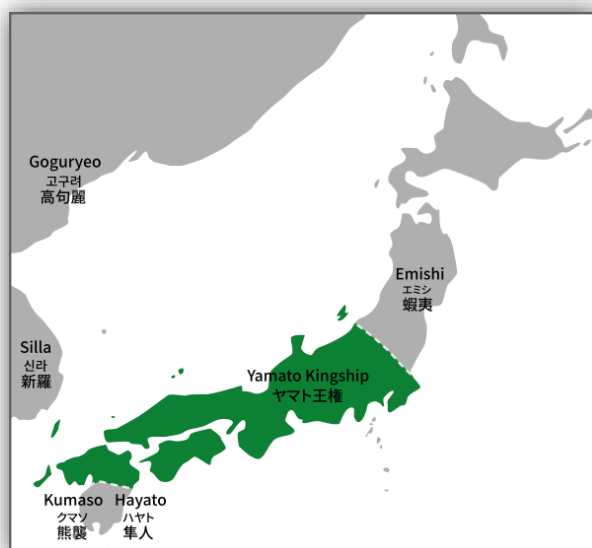 Goguryeo
고구려
高句麗
Emishi
エミシ
蝦夷
Silla
신라
新羅
Yamato Kingship
ヤマト王権
Kumaso
クマソ
熊襲
Hayato
ハヤト
隼人